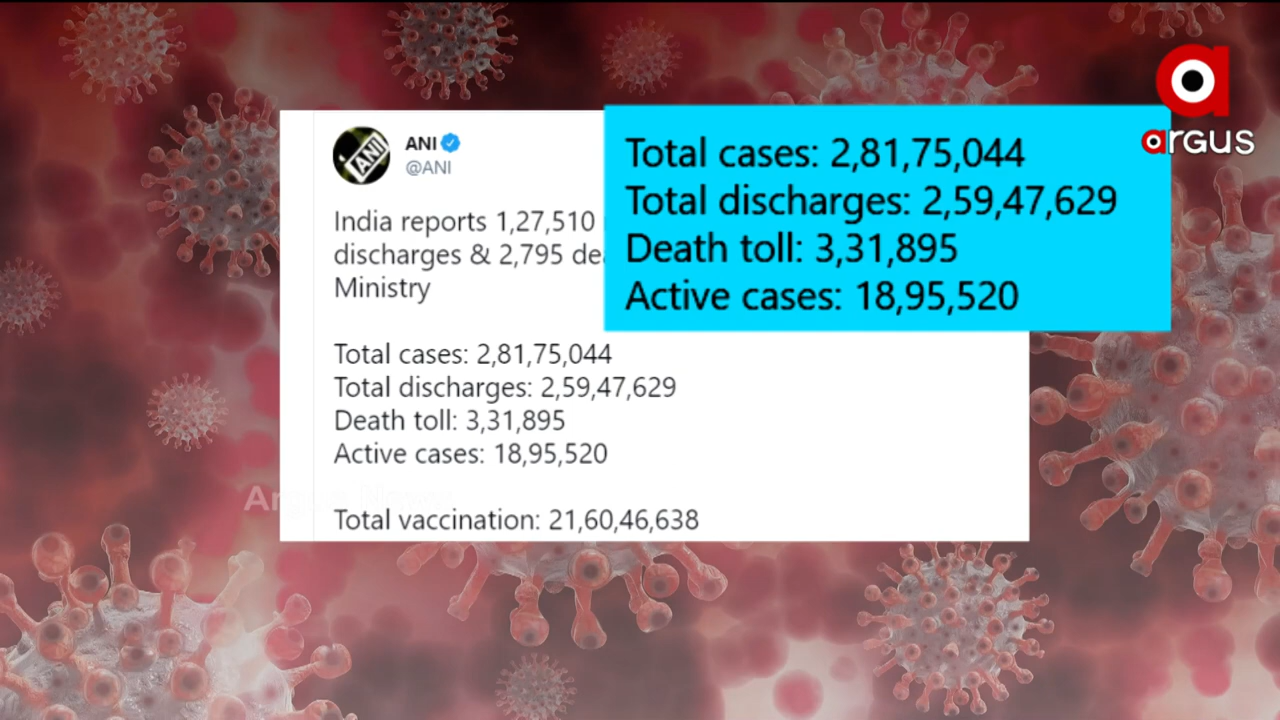 ANI
@ANI
India reports 1,27,510
discharges & 2,795
Ministry
Total cases: 2,81,75,044
Total discharges: 2,59,47,629
Death toll: 3,31,895
Active cases: 18,95,520
Total vaccination: 21,60,46,638
Total cases: 2,81,75,044
Total discharges: 2,59,47,629
Death toll: 3,31,895
Active cases: 18,95,520
argus
ANI